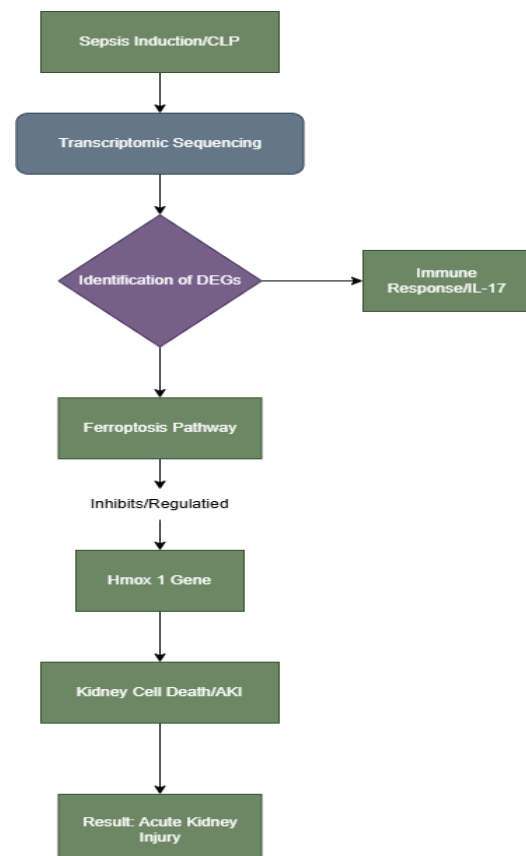 Sepsis Induction/CLP
Transcriptomic Sequencing
Identification of DEGs
Immune
Response/IL-17
Ferroptosis Pathway
Inhibits/Regulatied
Hmox 1 Gene
Kidney Cell Death/AKI
Result: Acute Kidney
Injury